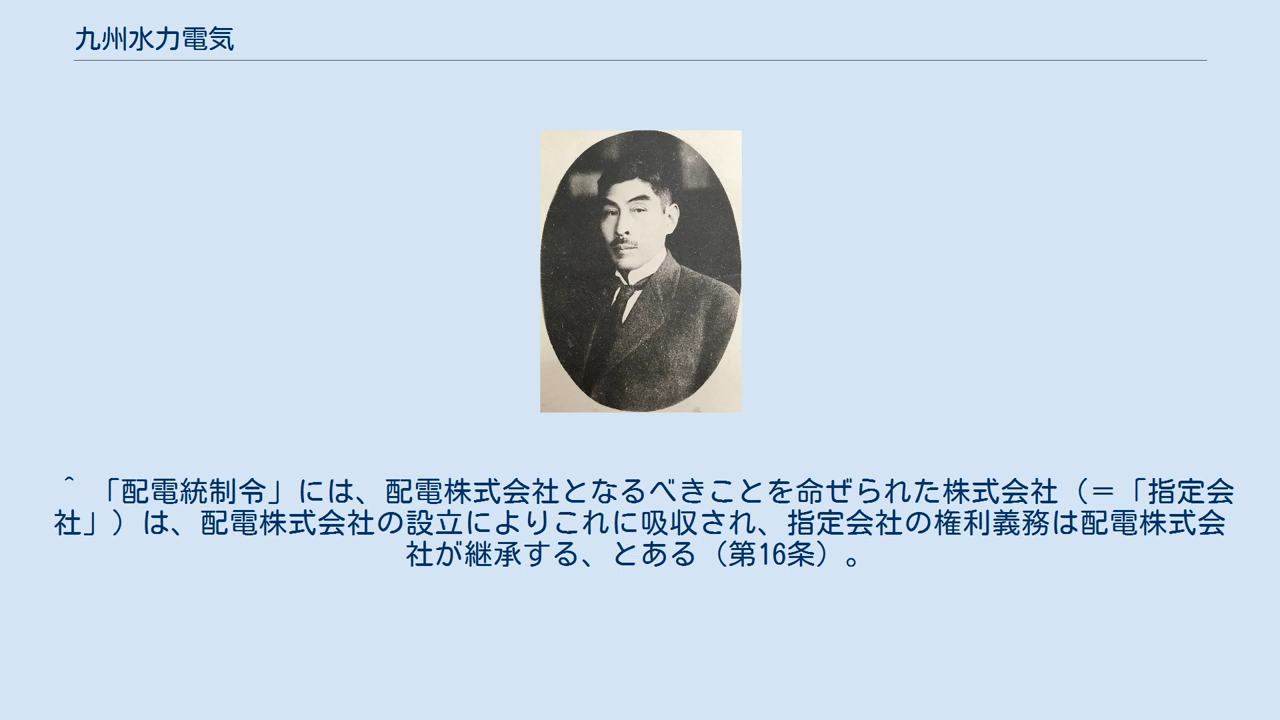 九州水力電気
^ 「配電統制令」には、配電株式会社となるべきことを命ぜられた株式会社（＝「指定会
社」）は、配電株式会社の設立によりこれに吸収され、指定会社の権利義務は配電株式会
社が継承する、とある（第16条）。